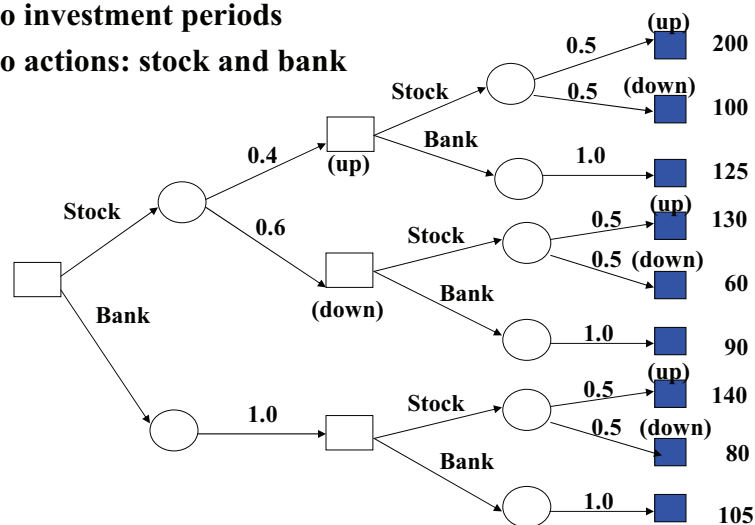 o investment periods
o actions: stock and bank
(up)
0.5
200
Stock
0.5
(down)
100
0.4
(up)
Bank
1.0
125
Stock
0.6
(up)
0.5
130
Stock
0.5
(down)
60
(down)
Bank
Bank
1.0
90
(up)
0.5
140
1.0
Stock
0.5
(down)
80
Bank
1.0
105